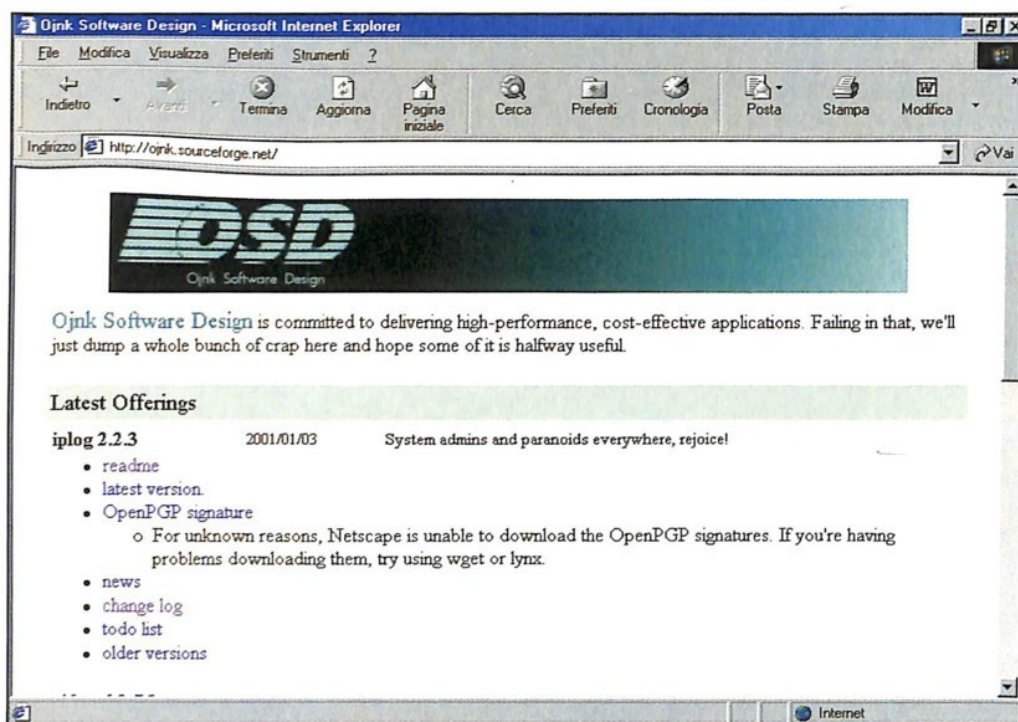 Ojnk Software Design - Microsoft Internet Explorer
File Modifica Visualizza Preferiti Strumenti ?
Indietro Avanti Termina Aggiorna Pagina iniziale Cerca Preferiti Cronologia Posta Stampa Modifica »
Indirizzo http://ojnk.sourceforge.net/ Vai
OSD
Ojnk Software Design
Ojnk Software Design is committed to delivering high-performance, cost-effective applications. Failing in that, we'll
just dump a whole bunch of crap here and hope some of it is halfway useful.
Latest Offerings
iplog 2.2.3 2001/01/03 System admins and paranoids everywhere, rejoice!
• readme
• latest version.
• OpenPGP signature
o For unknown reasons, Netscape is unable to download the OpenPGP signatures. If you're having
problems downloading them, try using wget or lynx.
• news
• change log
• todo list
• older versions
Internet